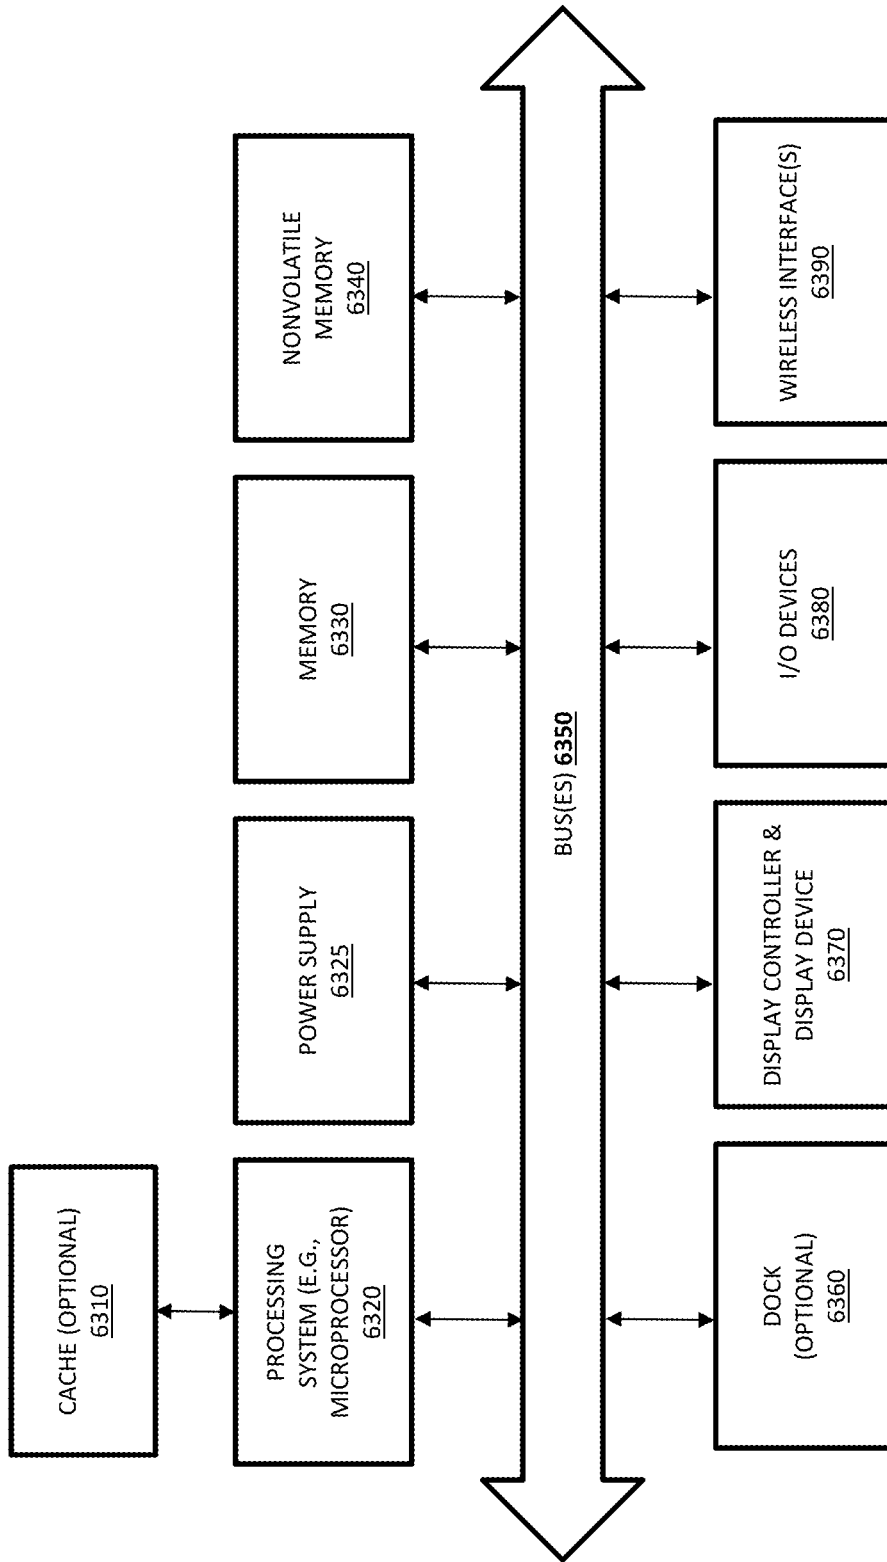 CACHE (OPTIONAL)
6310
PROCESSING
SYSTEM (E.G.,
MICROPROCESSOR)
6320
POWER SUPPLY
6325
MEMORY
6330
NONVOLATILE
MEMORY
6340
BUS(ES) 6350
DOCK
(OPTIONAL)
6360
DISPLAY CONTROLLER &
DISPLAY DEVICE
6370
I/O DEVICES
6380
WIRELESS INTERFACE(S)
6390